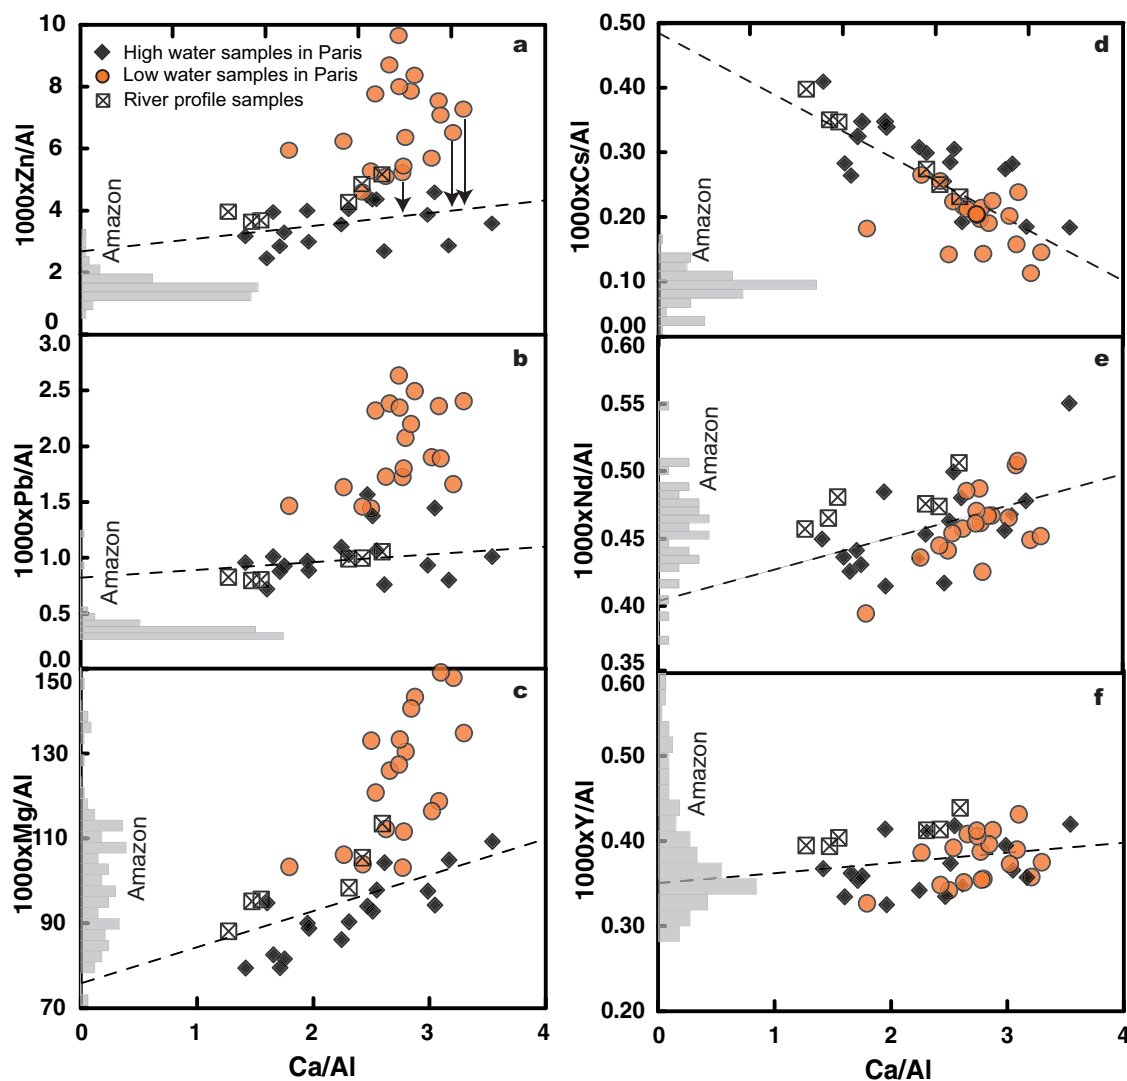 10
8
6
4
2
0
1000xZn/Al
a
High water samples in Paris
Low water samples in Paris
River profile samples
Amazon
3.0
2.5
2.0
1.5
1.0
0.5
0.0
1000xPb/Al
b
Amazon
150
130
110
90
70
1000xMg/Al
c
Amazon
0
1
2
3
4
Ca/Al
0.50
0.40
0.30
0.20
0.10
0.00
1000xCs/Al
d
Amazon
0.60
0.55
0.50
0.45
0.40
0.35
1000xNd/Al
e
Amazon
0.60
0.50
0.40
0.30
0.20
1000xY/Al
f
Amazon
0
1
2
3
4
Ca/Al